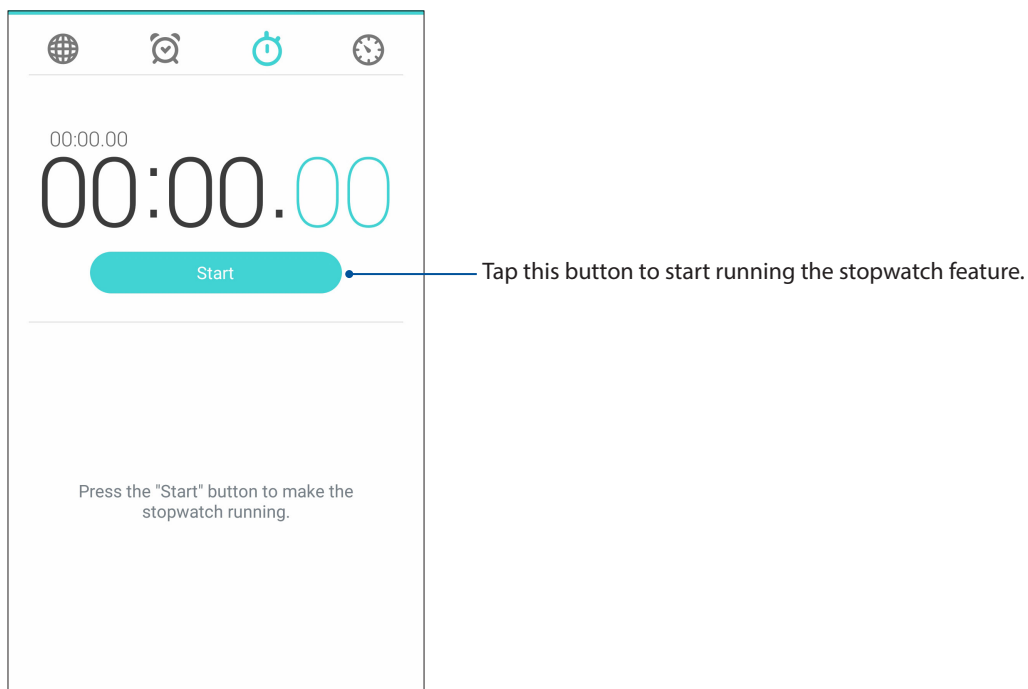 00:00.00
00:00.00
Start
Tap this button to start running the stopwatch feature.
Press the "Start" button to make the
stopwatch running.